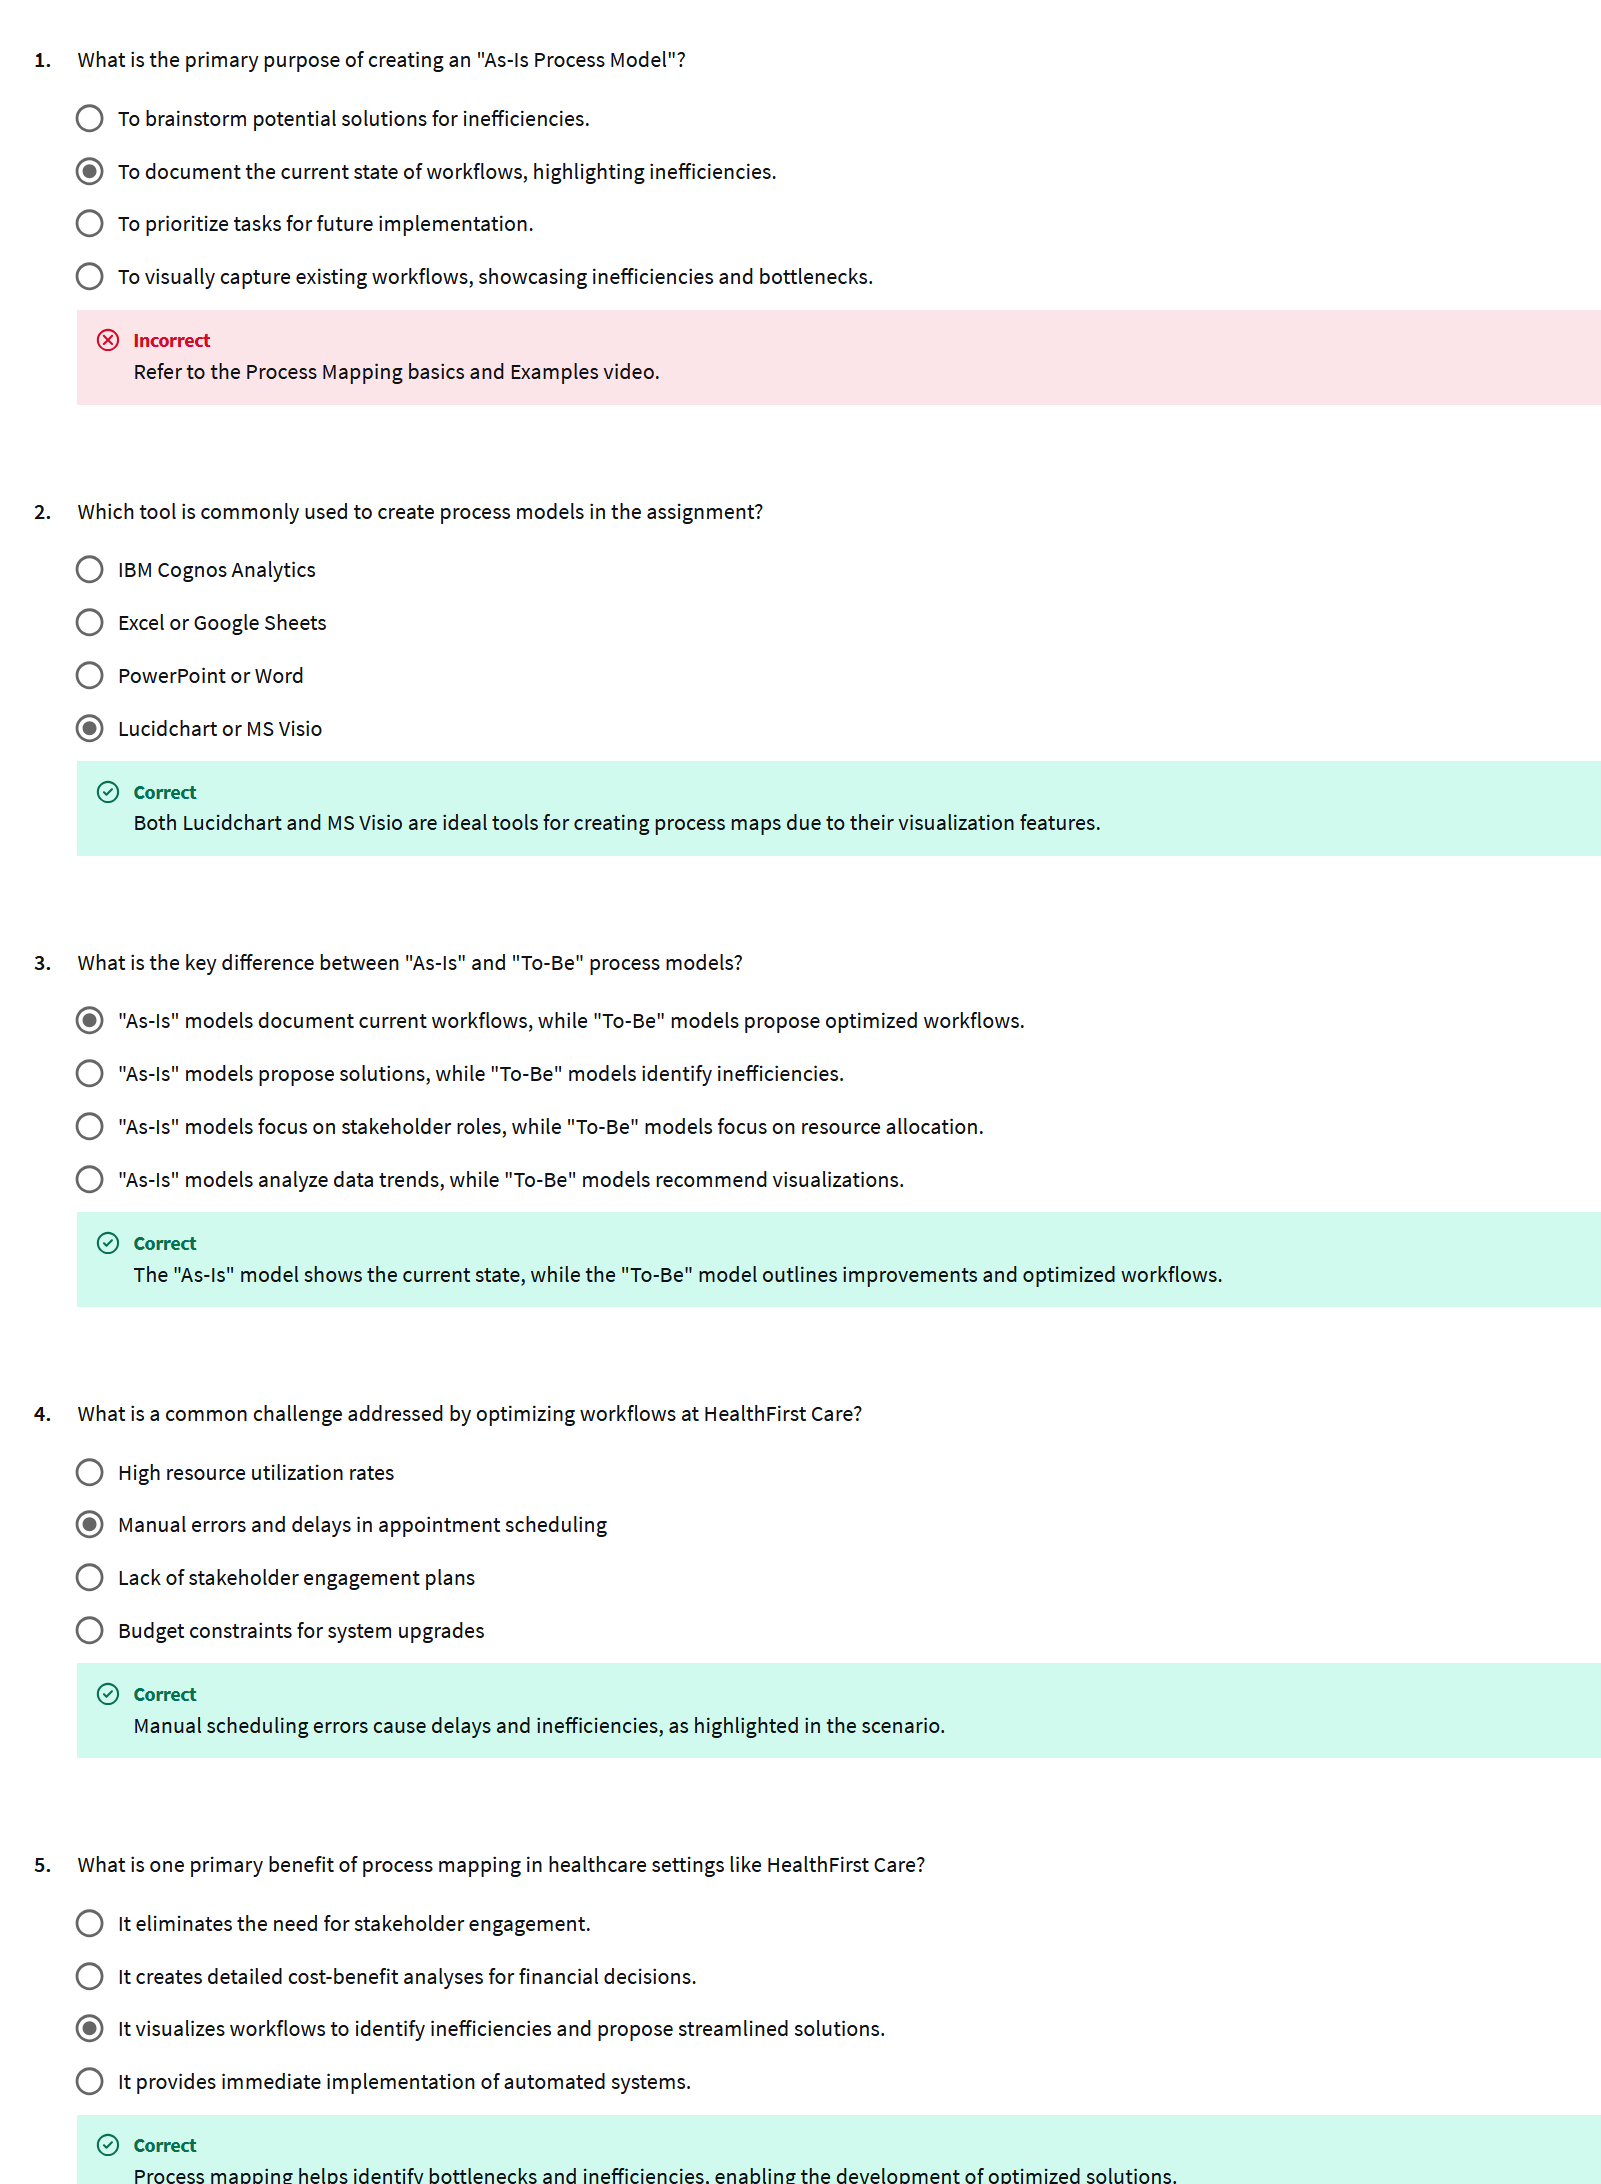 1. What is the primary purpose of creating an "As-Is Process Model"?
To brainstorm potential solutions for inefficiencies.
To document the current state of workflows, highlighting inefficiencies.
To prioritize tasks for future implementation.
To visually capture existing workflows, showcasing inefficiencies and bottlenecks.
Incorrect
Refer to the Process Mapping basics and Examples video.
2. Which tool is commonly used to create process models in the assignment?
IBM Cognos Analytics
Excel or Google Sheets
PowerPoint or Word
Lucidchart or MS Visio
Correct
Both Lucidchart and MS Visio are ideal tools for creating process maps due to their visualization features.
3. What is the key difference between "As-Is" and "To-Be" process models?
"As-Is" models document current workflows, while "To-Be" models propose optimized workflows.
"As-Is" models propose solutions, while "To-Be" models identify inefficiencies.
"As-Is" models focus on stakeholder roles, while "To-Be" models focus on resource allocation.
"As-Is" models analyze data trends, while "To-Be" models recommend visualizations.
Correct
The "As-Is" model shows the current state, while the "To-Be" model outlines improvements and optimized workflows.
4. What is a common challenge addressed by optimizing workflows at HealthFirst Care?
High resource utilization rates
Manual errors and delays in appointment scheduling
Lack of stakeholder engagement plans
Budget constraints for system upgrades
Correct
Manual scheduling errors cause delays and inefficiencies, as highlighted in the scenario.
5. What is one primary benefit of process mapping in healthcare settings like HealthFirst Care?
It eliminates the need for stakeholder engagement.
It creates detailed cost-benefit analyses for financial decisions.
It visualizes workflows to identify inefficiencies and propose streamlined solutions.
It provides immediate implementation of automated systems.
Correct
Process mapping helps identify bottlenecks and inefficiencies, enabling the development of optimized solutions.